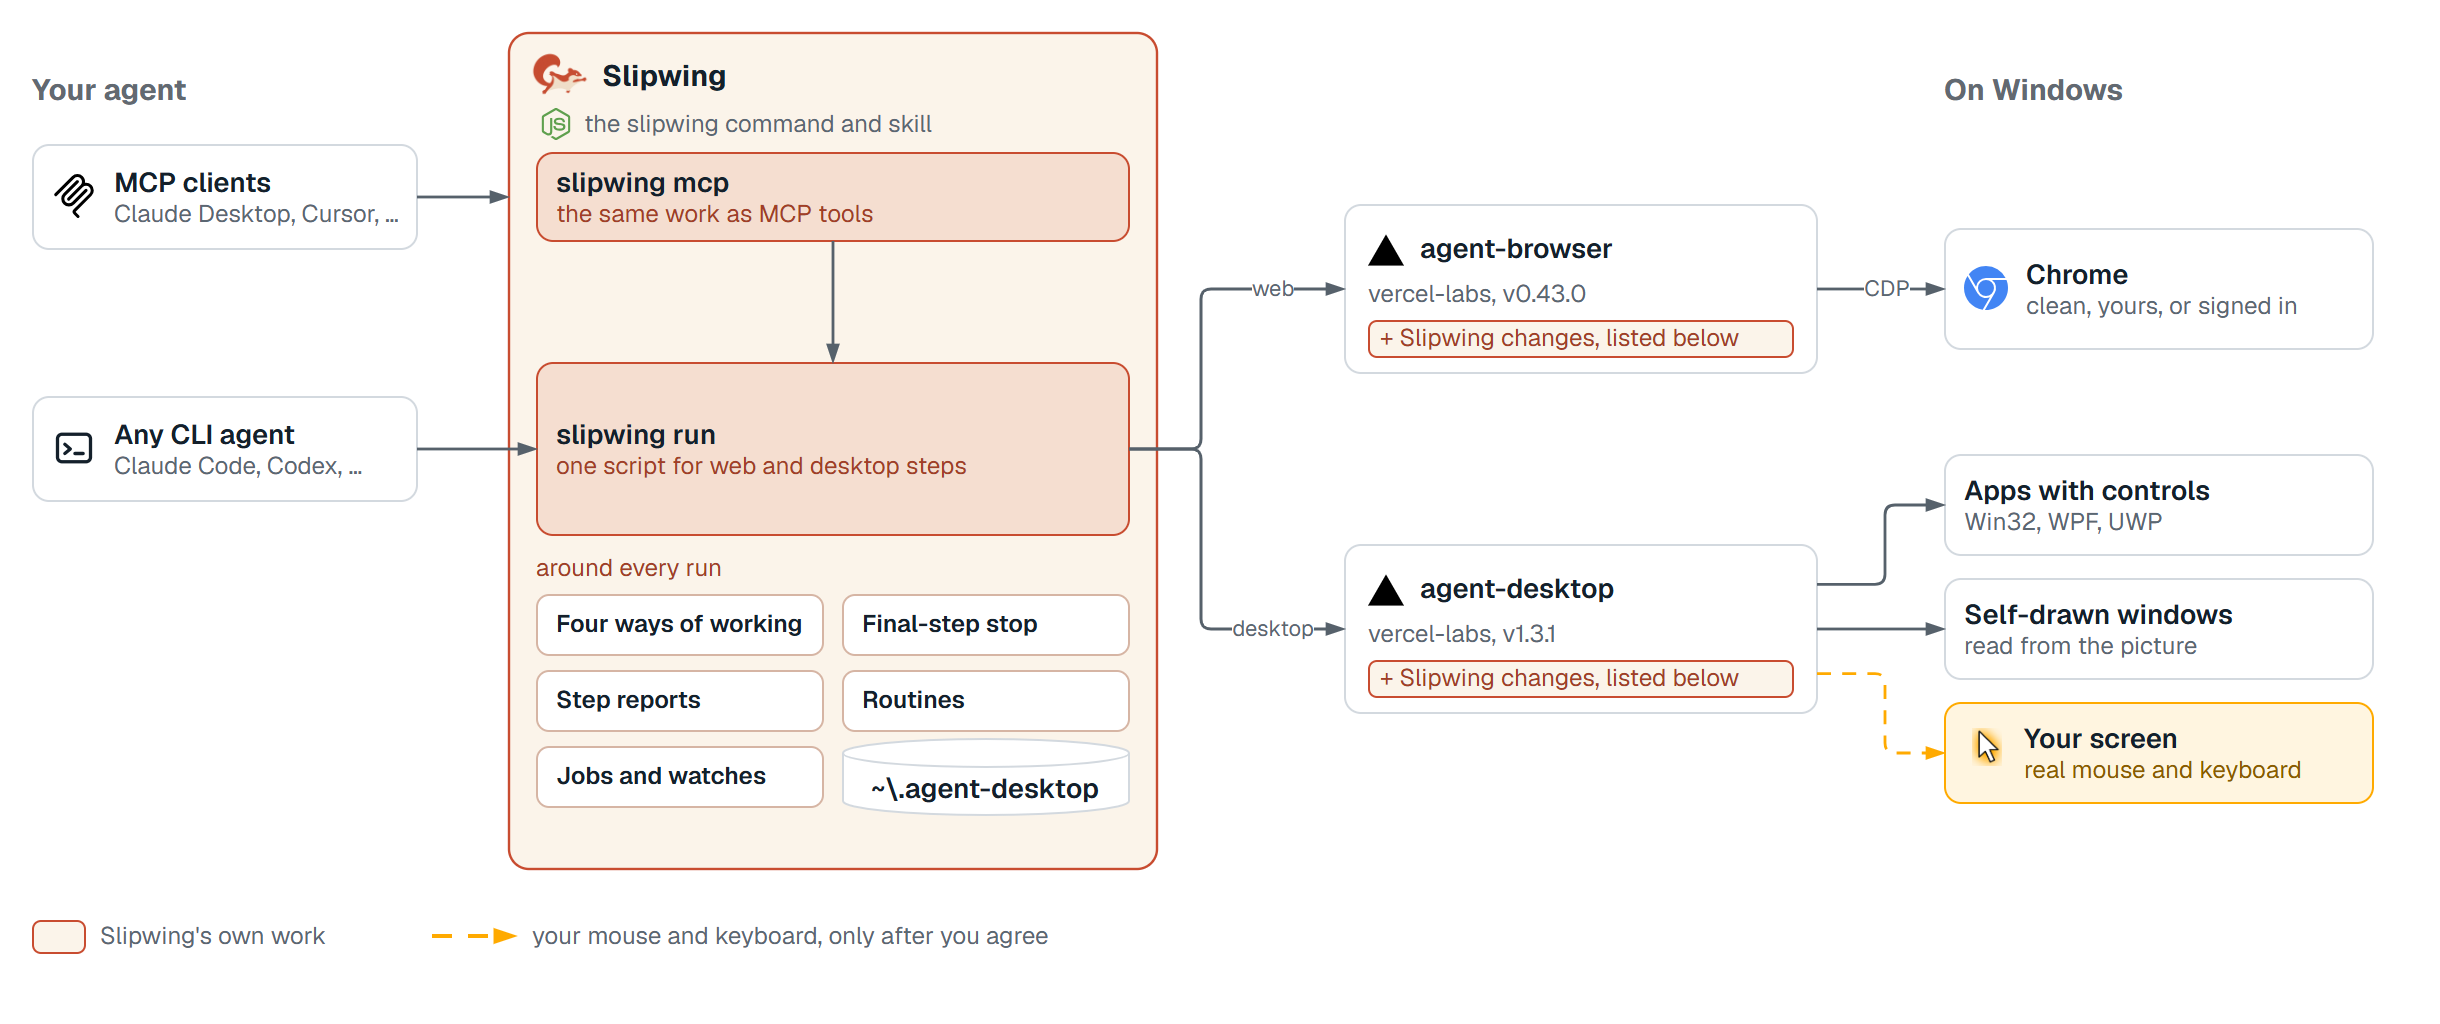 Your agent
MCP clients
Claude Desktop, Cursor, ...
Any CLI agent
Claude Code, Codex, ...
Slipwing
JS the slipwing command and skill
slipwing mcp
the same work as MCP tools
slipwing run
one script for web and desktop steps
around every run
Four ways of working
Final-step stop
Step reports
Routines
Jobs and watches
~\.agent-desktop
web
desktop
agent-browser
vercel-labs, v0.43.0
+ Slipwing changes, listed below
agent-desktop
vercel-labs, v1.3.1
+ Slipwing changes, listed below
CDP
On Windows
Chrome
clean, yours, or signed in
Apps with controls
Win32, WPF, UWP
Self-drawn windows
read from the picture
Your screen
real mouse and keyboard
Slipwing's own work
your mouse and keyboard, only after you agree